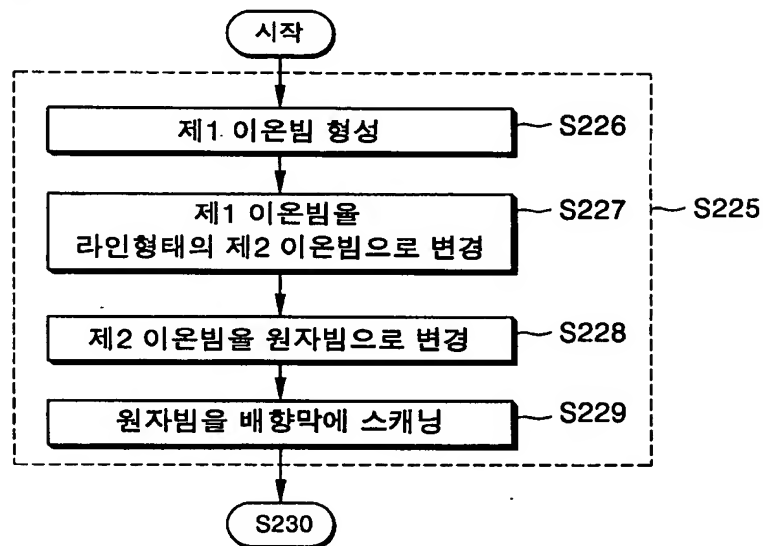 시작
제1 이온빔 형성
S226
제1 이온빔율
라인형태의 제2 이온빔으로 변경
S227
S225
제2 이온빔율 원자빔으로 변경
S228
원자빔을 배향막에 스캐닝
S229
S230